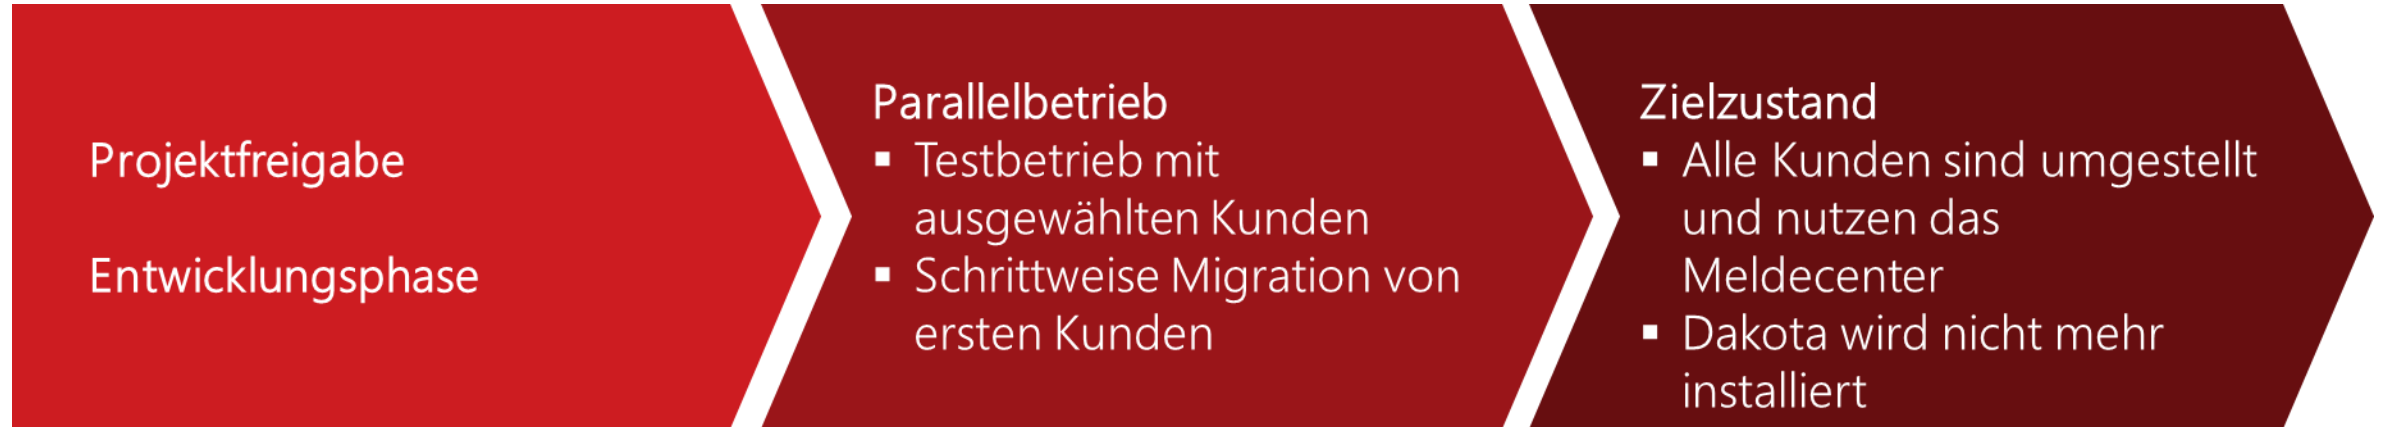 Projektfreigabe
Entwicklungsphase
Parallelbetrieb
▪ Testbetrieb mit
ausgewählten Kunden
▪ Schrittweise Migration von
ersten Kunden
Zielzustand
▪ Alle Kunden sind umgestellt
und nutzen das
Meldecenter
▪ Dakota wird nicht mehr
installiert